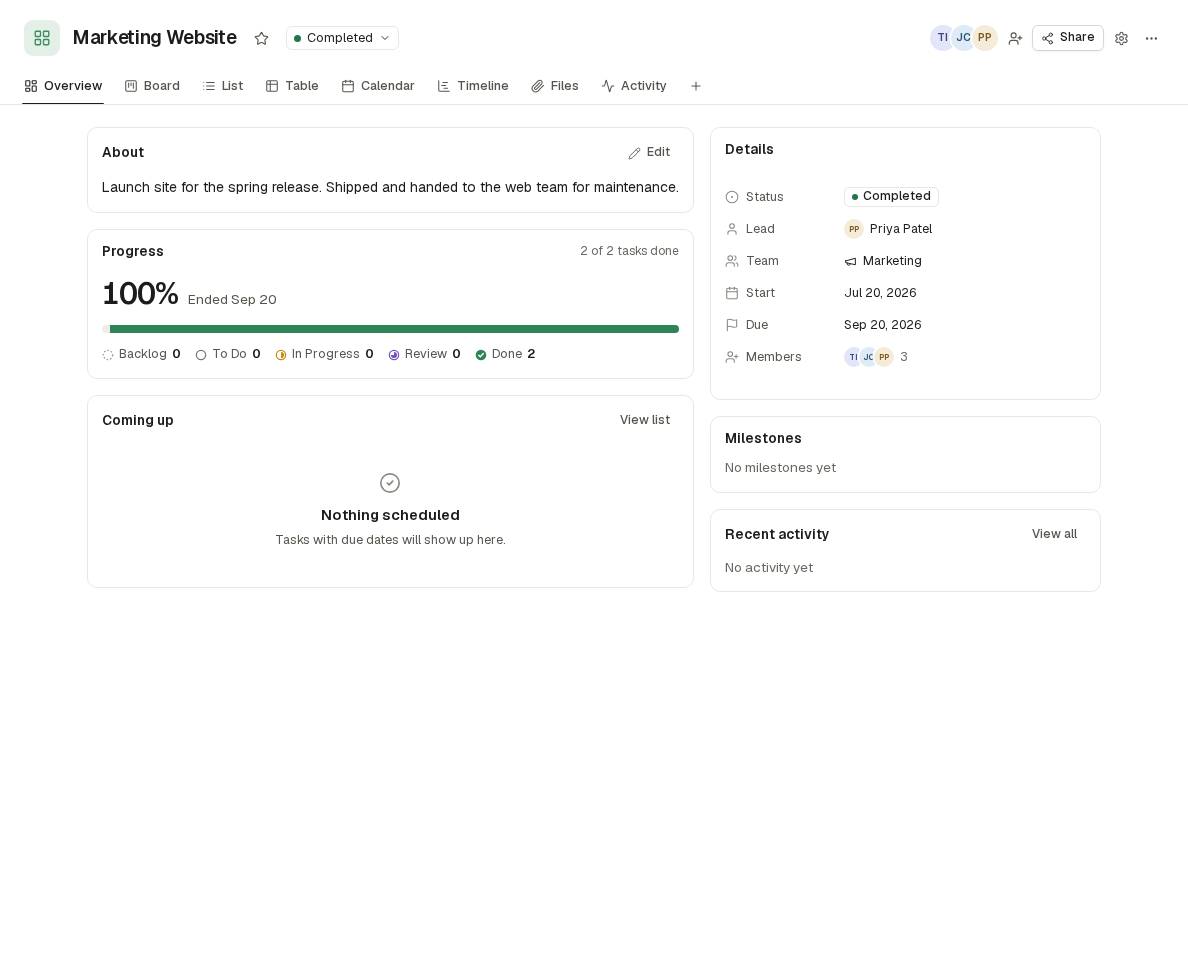 Marketing Website
Completed
TI JC PP
Share
Overview
Board
List
Table
Calendar
Timeline
Files
Activity
About
Edit
Launch site for the spring release. Shipped and handed to the web team for maintenance.
Progress
2 of 2 tasks done
100% Ended Sep 20
Backlog 0
To Do 0
In Progress 0
Review 0
Done 2
Coming up
View list
Nothing scheduled
Tasks with due dates will show up here.
Details
Status Completed
Lead PP Priya Patel
Team Marketing
Start Jul 20, 2026
Due Sep 20, 2026
Members TI JC PP 3
Milestones
No milestones yet
Recent activity
View all
No activity yet